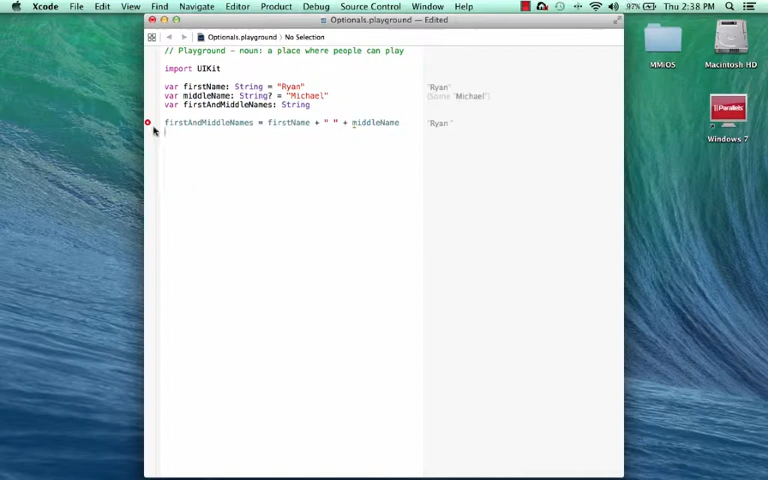 Xcode File Edit View Find Navigate Editor Product Debug Source Control Window Help 97% Thu 2:38 PM
Optionals.playground — Edited
Optionals.playground › No Selection
// Playground - noun: a place where people can play
import UIKit
var firstName: String = "Ryan"
"Ryan"
var middleName: String? = "Michael"
{Some "Michael"}
var firstAndMiddleNames: String
firstAndMiddleNames = firstName + " " + middleName
"Ryan "
MMiOS
Macintosh HD
|| Parallels
Windows 7